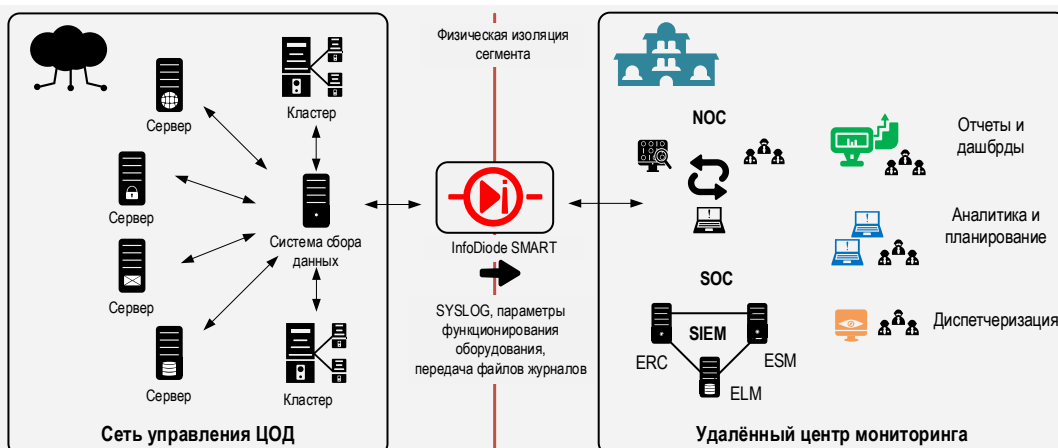 Физическая изоляция
сегмента
Сервер
Кластер
Сервер
Система сбора
данных
Сервер
Сервер
Кластер
Сеть управления ЦОД
InfoDiode SMART
SYSLOG, параметры
функционирования
оборудования,
передача файлов журналов
NOC
SOC
SIEM
ERC
ESM
ELM
Отчеты и
дашбрды
Аналитика и
планирование
Диспетчеризация
Удалённый центр мониторинга